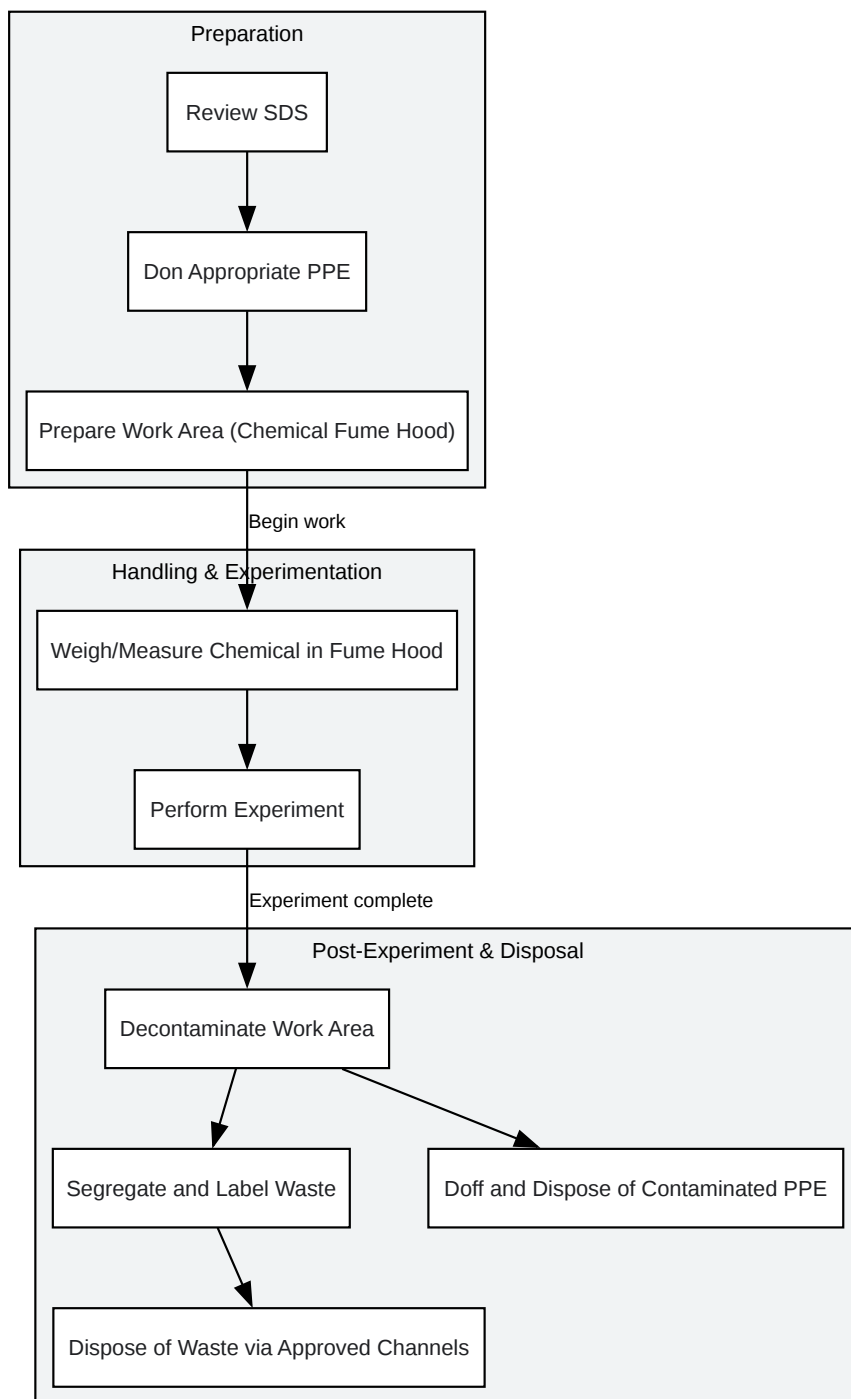 Preparation
Review SDS
Don Appropriate PPE
Prepare Work Area (Chemical Fume Hood)
Begin work
Handling & Experimentation
Weigh/Measure Chemical in Fume Hood
Perform Experiment
Experiment complete
Post-Experiment & Disposal
Decontaminate Work Area
Segregate and Label Waste
Doff and Dispose of Contaminated PPE
Dispose of Waste via Approved Channels